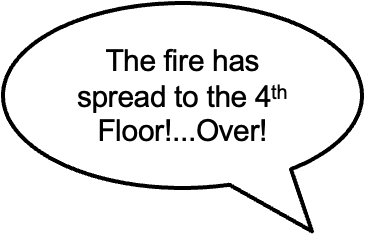 The fire has
spread to the 4th
Floor!...Over!